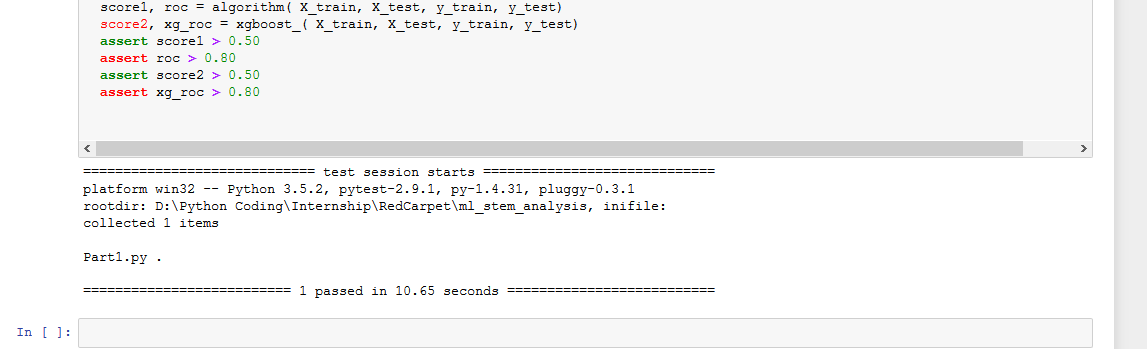 score1, roc = algorithm( X_train, X_test, y_train, y_test)
score2, xg_roc = xgboost_( X_train, X_test, y_train, y_test)
assert score1 > 0.50
assert roc > 0.80
assert score2 > 0.50
assert xg_roc > 0.80
============================= test session starts =============================
platform win32 -- Python 3.5.2, pytest-2.9.1, py-1.4.31, pluggy-0.3.1
rootdir: D:\Python Coding\Internship\RedCarpet\ml_stem_analysis, inifile:
collected 1 items
Part1.py .
========================== 1 passed in 10.65 seconds ==========================
In [ ]: